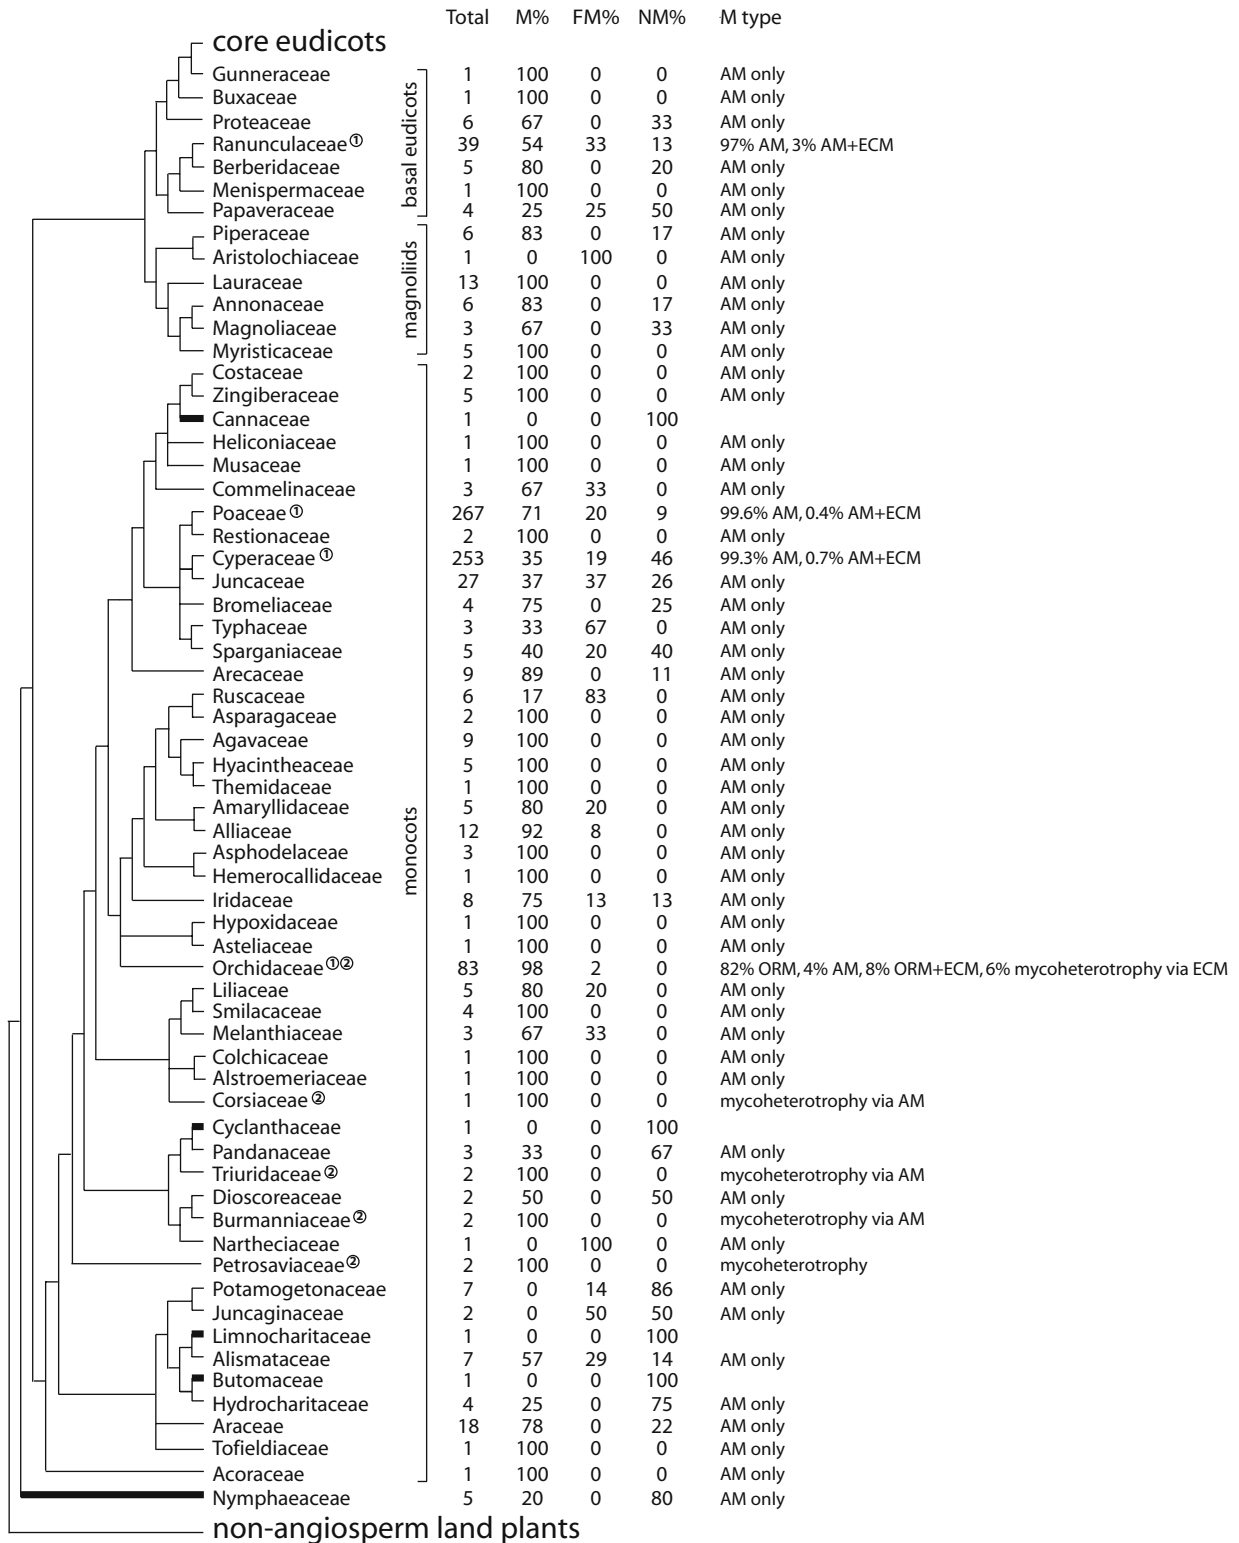 Total M% FM% NM% M type
core eudicots
Gunneraceae 1 100 0 0 AM only
Buxaceae 1 100 0 0 AM only
Proteaceae 6 67 0 33 AM only
Ranunculaceae① 39 54 33 13 97% AM, 3% AM+ECM
Berberidaceae 5 80 0 20 AM only
Menispermaceae 1 100 0 0 AM only
Papaveraceae 4 25 25 50 AM only
basal eudicots
Piperaceae 6 83 0 17 AM only
Aristolochiaceae 1 0 100 0 AM only
Lauraceae 13 100 0 0 AM only
Annonaceae 6 83 0 17 AM only
Magnoliaceae 3 67 0 33 AM only
Myristicaceae 5 100 0 0 AM only
magnoliids
Costaceae 2 100 0 0 AM only
Zingiberaceae 5 100 0 0 AM only
Cannaceae 1 0 0 100
Heliconiaceae 1 100 0 0 AM only
Musaceae 1 100 0 0 AM only
Commelinaceae 3 67 33 0 AM only
Poaceae① 267 71 20 9 99.6% AM, 0.4% AM+ECM
Restionaceae 2 100 0 0 AM only
Cyperaceae① 253 35 19 46 99.3% AM, 0.7% AM+ECM
Juncaceae 27 37 37 26 AM only
Bromeliaceae 4 75 0 25 AM only
Typhaceae 3 33 67 0 AM only
Sparganiaceae 5 40 20 40 AM only
Arecaceae 9 89 0 11 AM only
Ruscaceae 6 17 83 0 AM only
Asparagaceae 2 100 0 0 AM only
Agavaceae 9 100 0 0 AM only
Hyacintheaceae 5 100 0 0 AM only
Themidaceae 1 100 0 0 AM only
Amaryllidaceae 5 80 20 0 AM only
Alliaceae 12 92 8 0 AM only
Asphodelaceae 3 100 0 0 AM only
Hemerocallidaceae 1 100 0 0 AM only
Iridaceae 8 75 13 13 AM only
Hypoxidaceae 1 100 0 0 AM only
Asteliaceae 1 100 0 0 AM only
Orchidaceae①② 83 98 2 0 82% ORM, 4% AM, 8% ORM+ECM, 6% mycoheterotrophy via ECM
Liliaceae 5 80 20 0 AM only
Smilacaceae 4 100 0 0 AM only
Melanthiaceae 3 67 33 0 AM only
Colchicaceae 1 100 0 0 AM only
Alstroemeriaceae 1 100 0 0 AM only
Corsiaceae② 1 100 0 0 mycoheterotrophy via AM
Cyclanthaceae 1 0 0 100
Pandanaceae 3 33 0 67 AM only
Triuridaceae② 2 100 0 0 mycoheterotrophy via AM
Dioscoreaceae 2 50 0 50 AM only
Burmanniaceae② 2 100 0 0 mycoheterotrophy via AM
Nartheciaceae 1 0 100 0 AM only
Petrosaviaceae② 2 100 0 0 mycoheterotrophy
Potamogetonaceae 7 0 14 86 AM only
Juncaginaceae 2 0 50 50 AM only
Limnocharitaceae 1 0 0 100
Alismataceae 7 57 29 14 AM only
Butomaceae 1 0 0 100
Hydrocharitaceae 4 25 0 75 AM only
Araceae 18 78 0 22 AM only
Tofieldiaceae 1 100 0 0 AM only
Acoraceae 1 100 0 0 AM only
monocots
Nymphaeaceae 5 20 0 80 AM only
non-angiosperm land plants